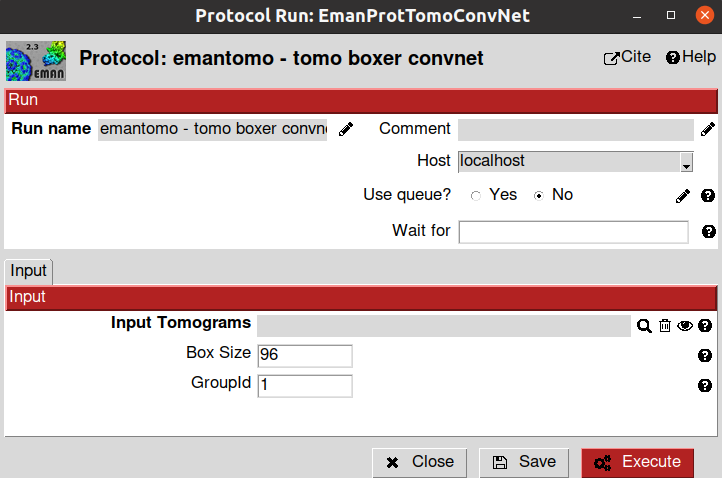 Protocol Run: EmanProtTomoConvNet
2.3
EMAN
Protocol: emantomo - tomo boxer convnet
Cite
Help
Run
Run name emantomo - tomo boxer convn
Comment
Host localhost
Use queue? Yes No
Wait for
Input
Input
Input Tomograms
Box Size 96
GroupId 1
Close Save Execute